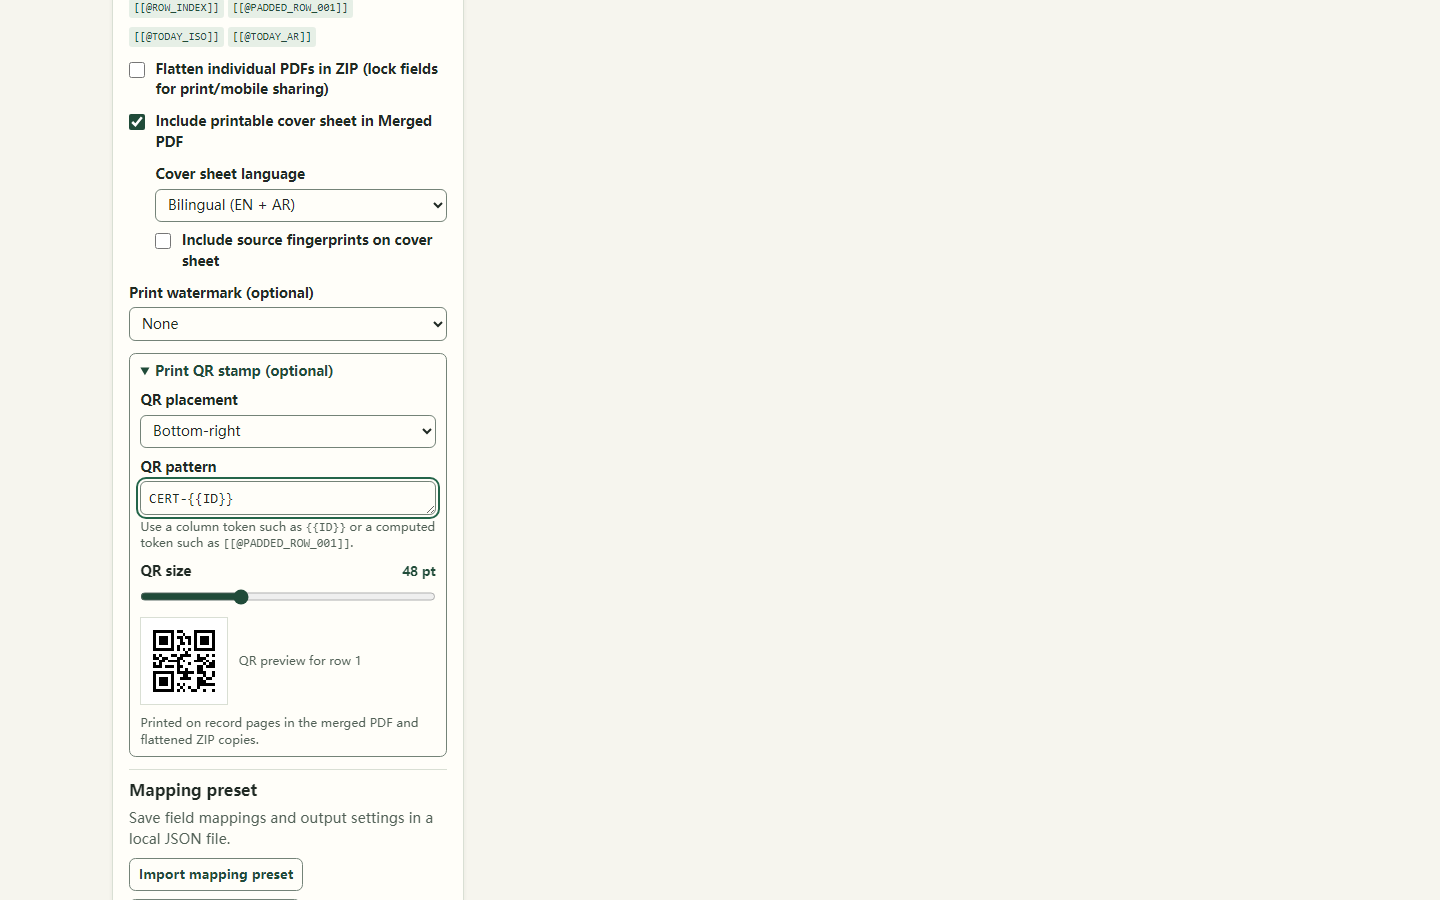 [[@ROW_INDEX]] [[@PADDED_ROW_001]]
[[@TODAY_ISO]] [[@TODAY_AR]]
Flatten individual PDFs in ZIP (lock fields
for print/mobile sharing)
Include printable cover sheet in Merged
PDF
Cover sheet language
Bilingual (EN + AR)
Include source fingerprints on cover
sheet
Print watermark (optional)
None
▼ Print QR stamp (optional)
QR placement
Bottom-right
QR pattern
CERT-{{ID}}
Use a column token such as {{ID}} or a computed
token such as [[@PADDED_ROW_001]].
QR size 48 pt
QR preview for row 1
Printed on record pages in the merged PDF and
flattened ZIP copies.
Mapping preset
Save field mappings and output settings in a
local JSON file.
Import mapping preset